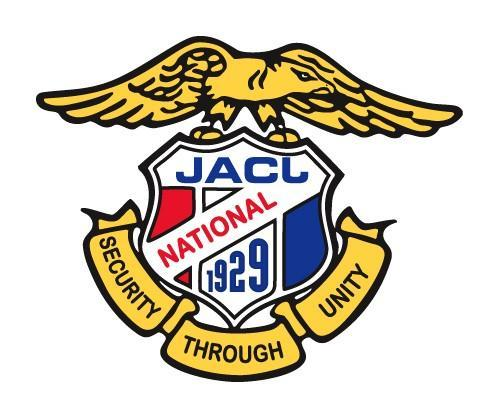 JACL
NATIONAL
1929
SECURITY
THROUGH
UNITY